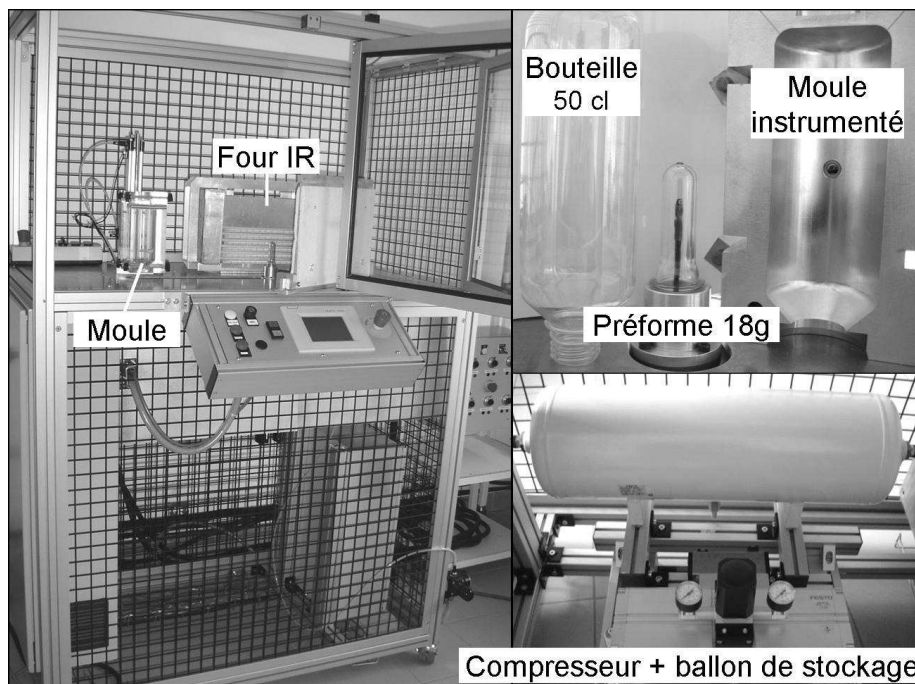 Four IR
Moule
Bouteille
50 cl
Moule
instrumenté
Préforme 18g
Compresseur + ballon de stockage